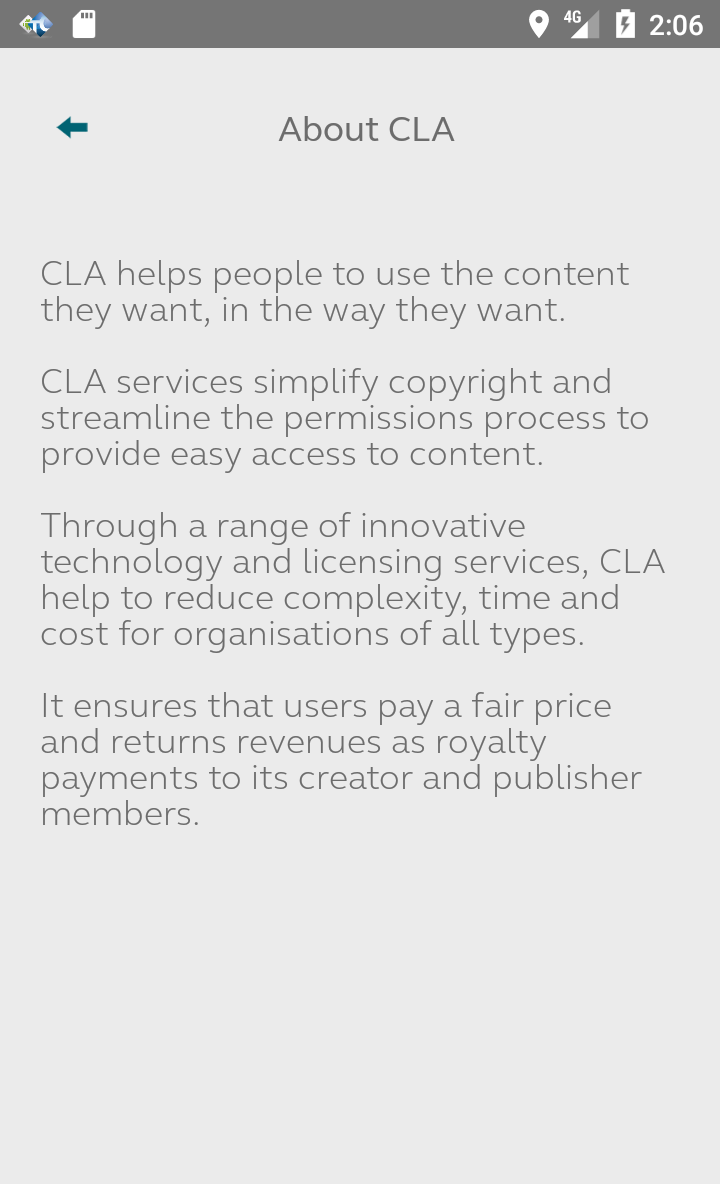 4G 2:06
About CLA
CLA helps people to use the content
they want, in the way they want.
CLA services simplify copyright and
streamline the permissions process to
provide easy access to content.
Through a range of innovative
technology and licensing services, CLA
help to reduce complexity, time and
cost for organisations of all types.
It ensures that users pay a fair price
and returns revenues as royalty
payments to its creator and publisher
members.